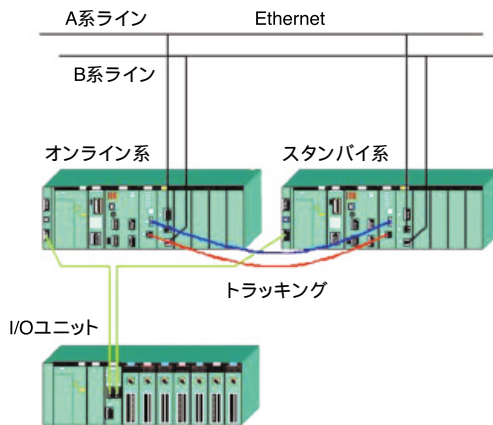 A系ライン
Ethernet
B系ライン
オンライン系
スタンバイ系
トラッキング
I/Oユニット